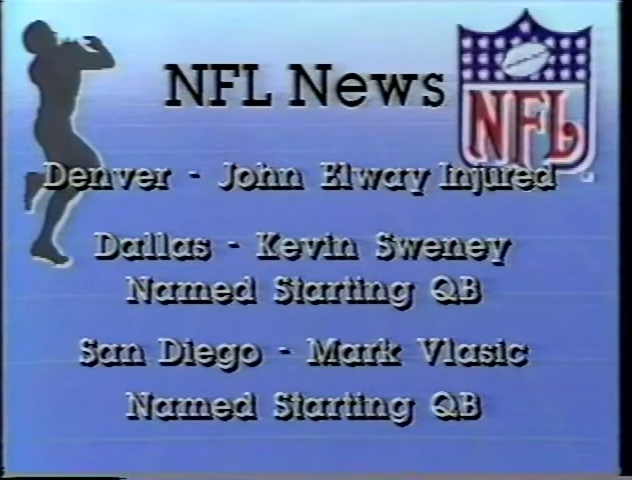 NFL News
NFL
Denver - John Elway Injured
Dallas - Kevin Sweney
Named Starting QB
San Diego - Mark Vlasic
Named Starting QB